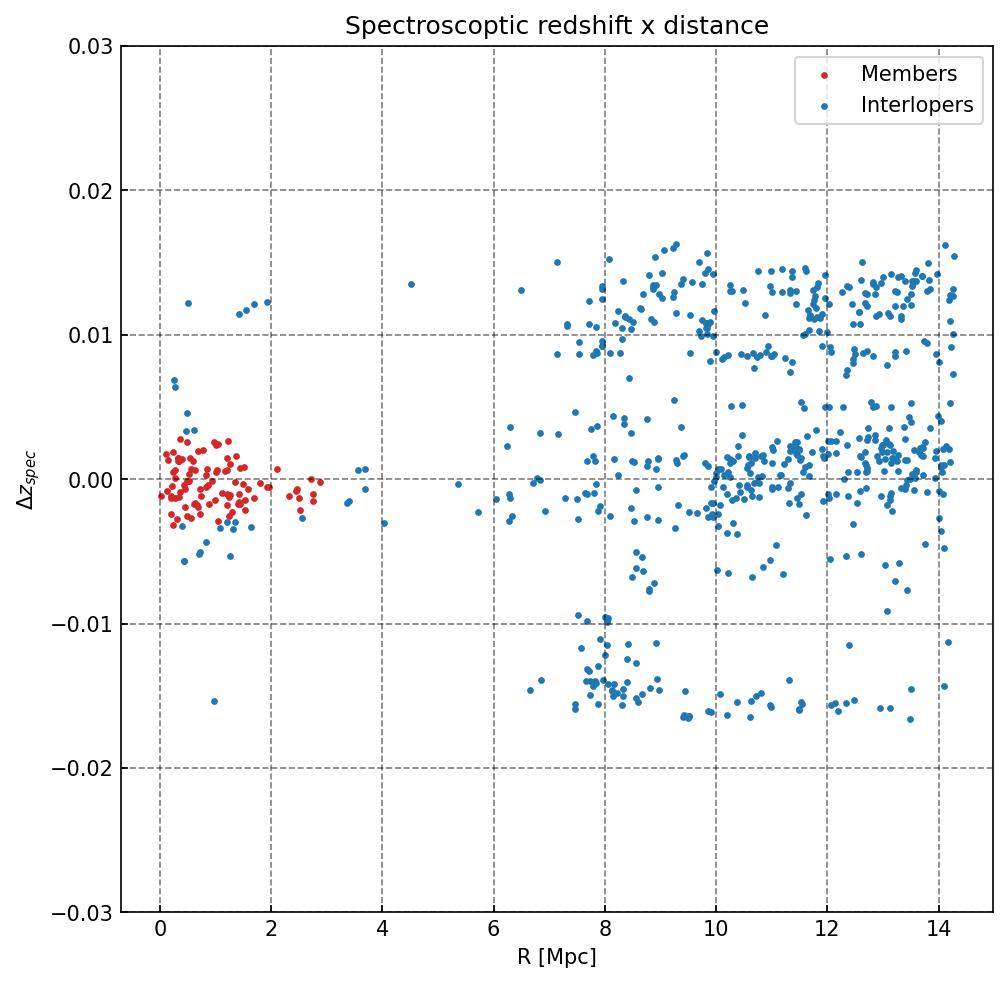 Spectroscoptic redshift x distance
Members
Interlopers
0.03
0.02
0.01
0.00
−0.01
−0.02
−0.03
Δz_spec
0 2 4 6 8 10 12 14
R [Mpc]